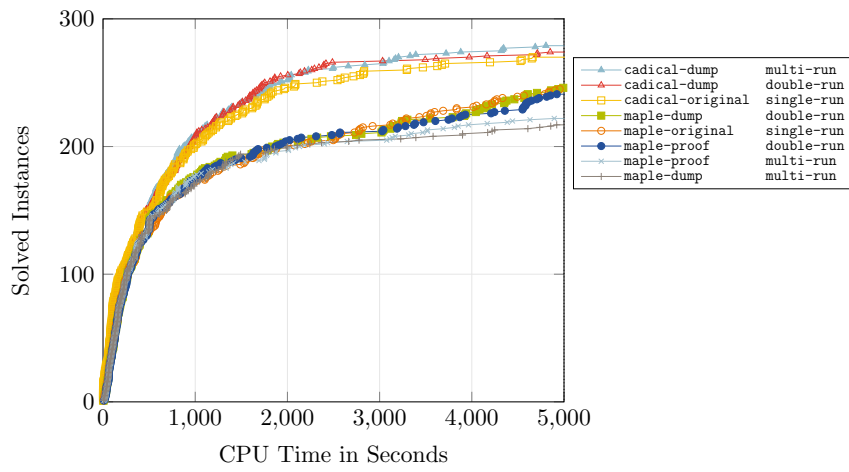 300
200
100
0
Solved Instances
0
1,000
2,000
3,000
4,000
5,000
CPU Time in Seconds
cadical-dump multi-run
cadical-dump double-run
cadical-original single-run
maple-dump double-run
maple-original single-run
maple-proof double-run
maple-proof multi-run
maple-dump multi-run